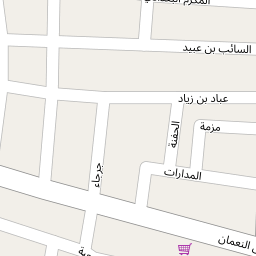 السائب بن عبيد
عباد بن زياد
مزمة
الحفنة
جرجاء
المدارات
النعمان